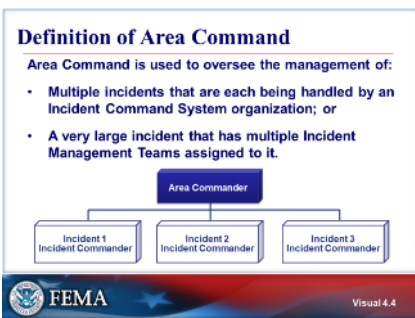 Definition of Area Command
Area Command is used to oversee the management of:
• Multiple incidents that are each being handled by an
Incident Command System organization; or
• A very large incident that has multiple Incident
Management Teams assigned to it.
Area Commander
Incident 1
Incident Commander
Incident 2
Incident Commander
Incident 3
Incident Commander
FEMA
Visual 4.4